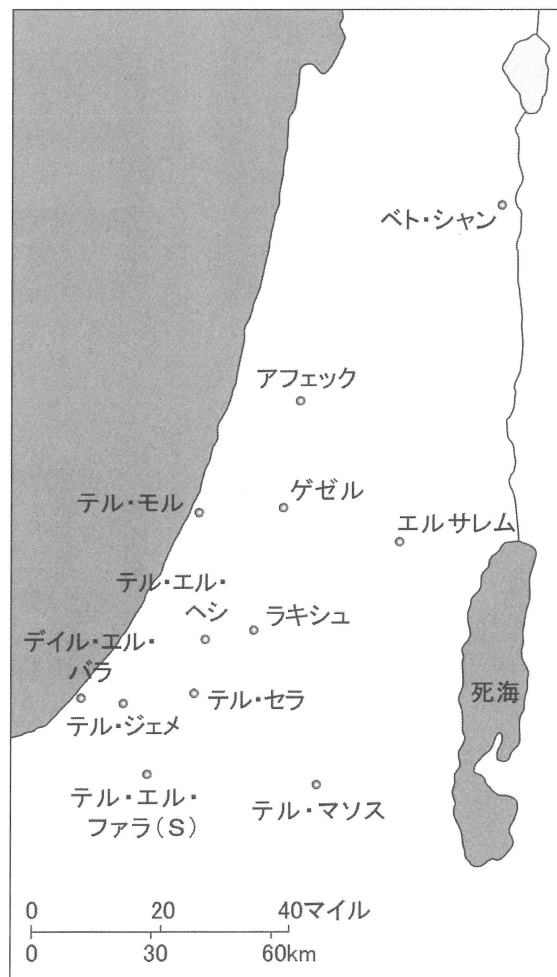 ベト・シャン
アフェック
テル・モル
ゲゼル
エルサレム
テル・エル・
ヘシ
ラキシュ
デイル・エル・
バラ
テル・セラ
死海
テル・ジェメ
テル・エル・
ファラ(S)
テル・マソス
0 20 40マイル
0 30 60km